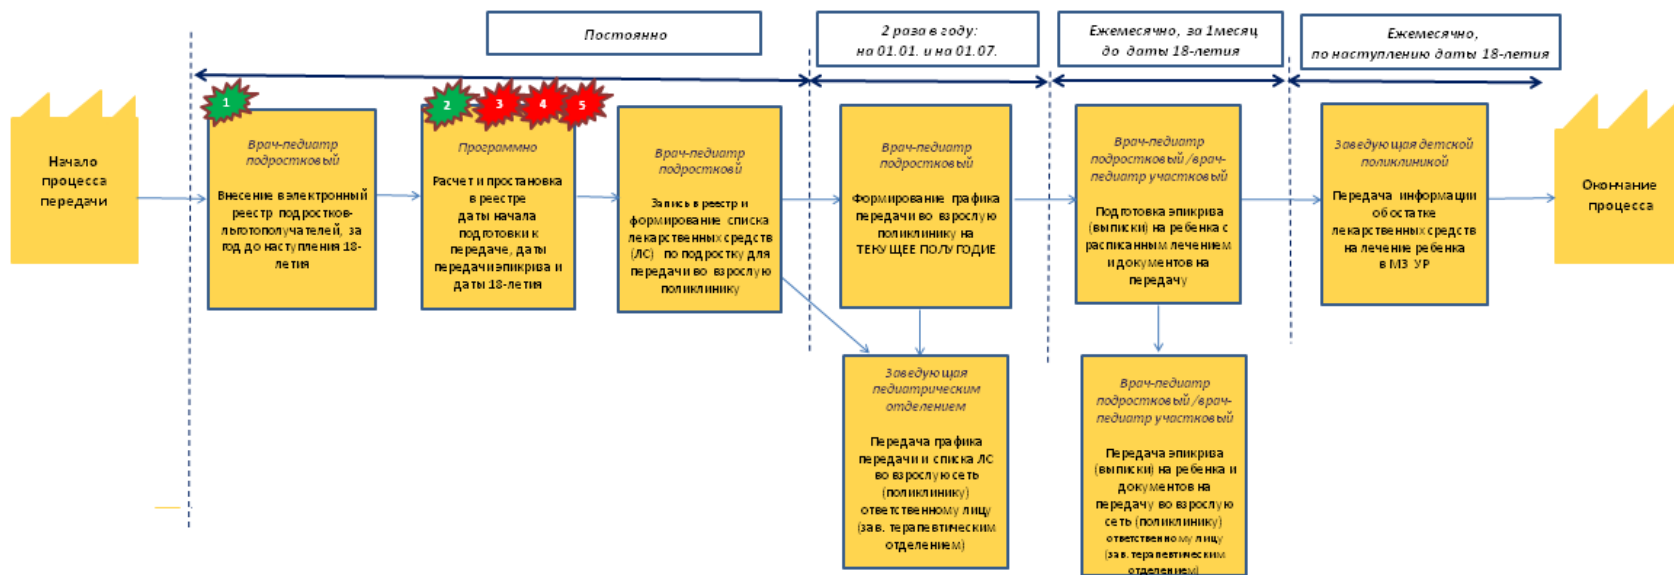 Постоянно
2 раза в году:
на 01.01. и на 01.07.
Ежемесячно, за 1месяц
до даты 18-летия
Ежемесячно,
по наступлению даты 18-летия
Начало
процесса
передачи
1
Врач-педиатр
подростковый
Внесение в электронный
реестр подростков-
льготополучателей, за
год до наступления 18-
летия
2
3
4
5
Программно
Расчет и простановка
в реестре
даты начала
подготовки к
передаче, даты
передачи эпикриза и
даты 18-летия
Врач-педиатр
подростковй
Запись в реестр и
формирование списка
лекарственных средств
(ЛС) по подростку для
передачи во взрослую
поликлинику
Врач-педиатр
подростковый
Формирование графика
передачи во взрослую
поликлинику на
ТЕКУЩЕЕ ПОЛУГОДИЕ
Врач-педиатр
подростковый /врач-
педиатр участковый
Подготовка эпикриза
(выписки) на ребенка с
расписанным лечением
и документов на
передачу
Заведующая детской
поликлиникой
Передача информации
об остатке
лекарственных средств
на лечение ребенка
в МЗ УР
Окончание
процесса
Заведующая
педиатрическим
отделением
Передача графика
передачи и списка ЛС
во взрослую сеть
(поликлинику)
ответственному лицу
(зав. терапевтическим
отделением)
Врач-педиатр
подростковый /врач-
педиатр участковый
Передача эпикриза
(выписки) на ребенка и
документов на
передачу во взрослую
сеть (поликлинику)
ответственному лицу
(зав. терапевтическим
отделением)